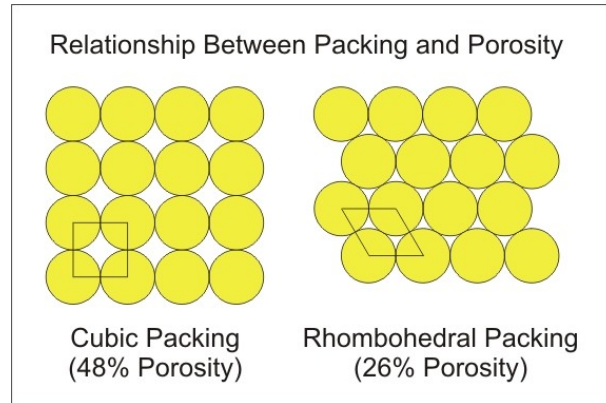 Relationship Between Packing and Porosity
Cubic Packing
(48% Porosity)
Rhombohedral Packing
(26% Porosity)